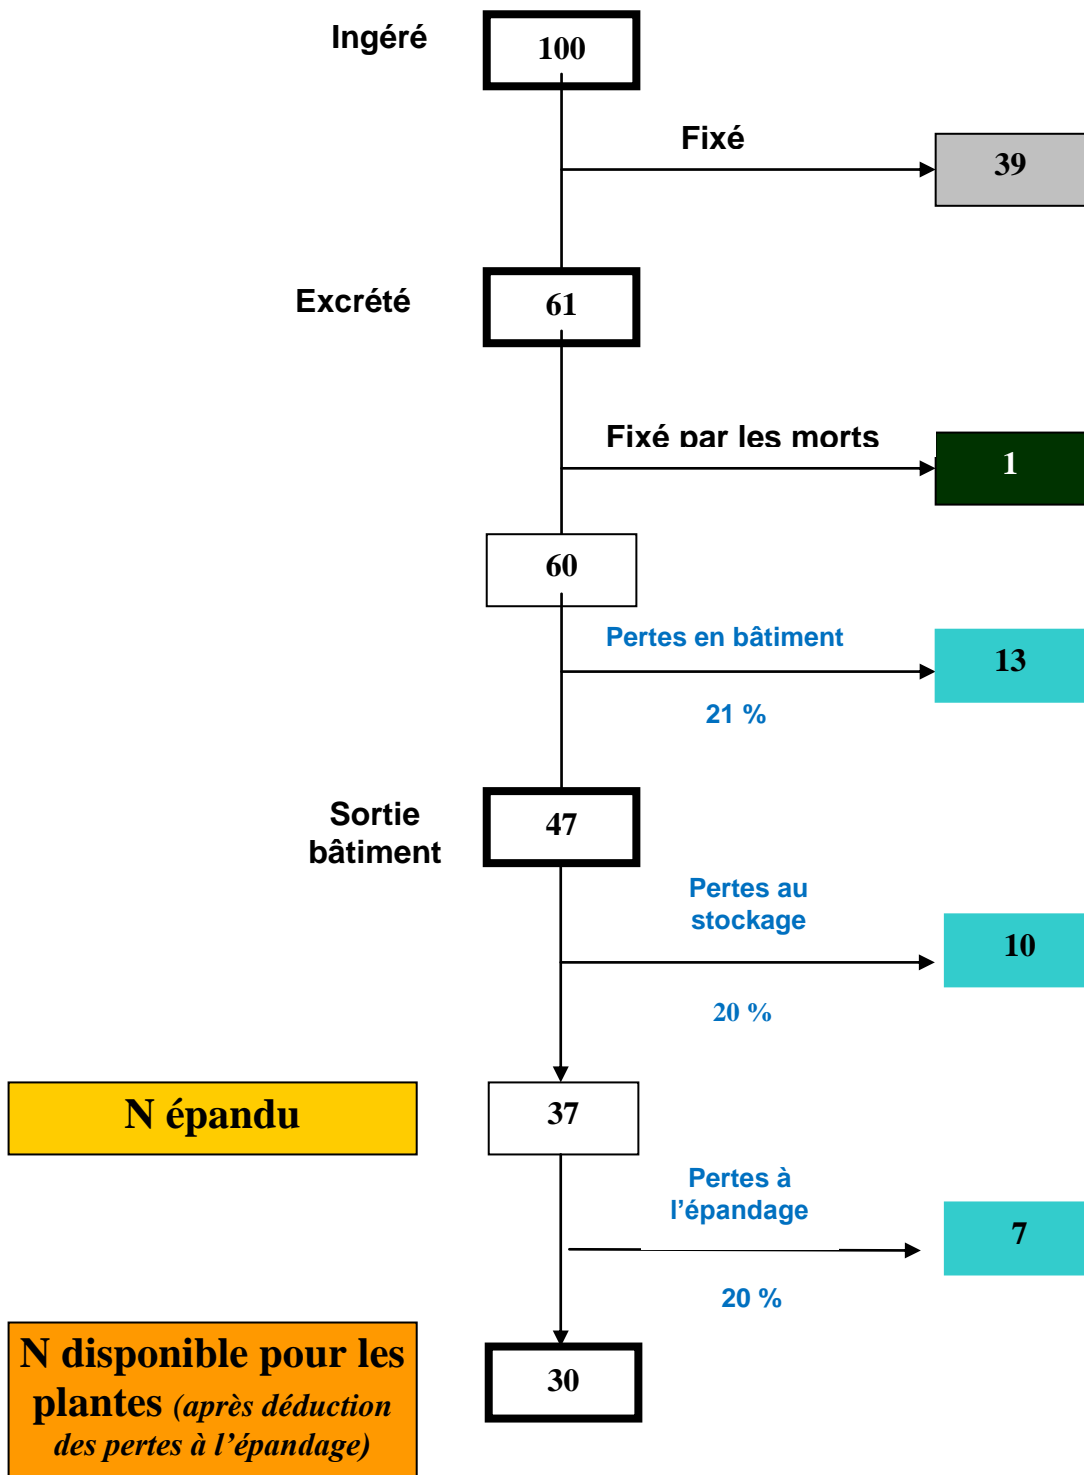 Ingéré
100
Fixé
39
Excrété
61
Fixé par les morts
1
60
Pertes en bâtiment
13
21 %
Sortie
bâtiment
47
Pertes au
stockage
10
20 %
N épandu
37
Pertes à
l'épandage
7
20 %
N disponible pour les
plantes (après déduction
des pertes à l'épandage)
30